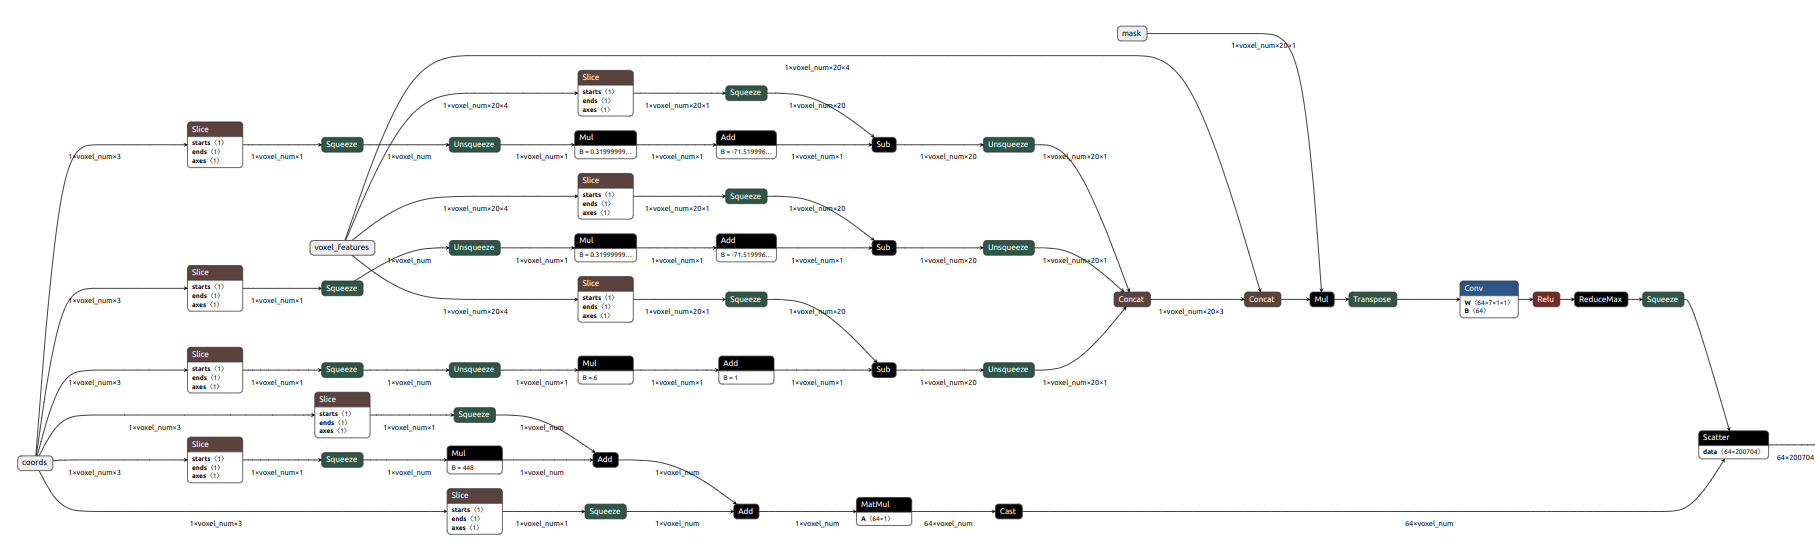 mask
1×voxel_num×20×1
1×voxel_num×20×4
Slice
starts ⟨1⟩
ends ⟨1⟩
axes ⟨1⟩
Squeeze
1×voxel_num×20×4
1×voxel_num×20×1
1×voxel_num×20
Slice
starts ⟨1⟩
ends ⟨1⟩
axes ⟨1⟩
Squeeze
Unsqueeze
Mul
B = 0.31999999...
Add
B = -71.519996...
Sub
Unsqueeze
1×voxel_num×3
1×voxel_num×1
1×voxel_num
1×voxel_num×1
1×voxel_num×1
1×voxel_num×1
1×voxel_num×20
1×voxel_num×20×1
Slice
starts ⟨1⟩
ends ⟨1⟩
axes ⟨1⟩
Squeeze
1×voxel_num×20×4
1×voxel_num×20×1
1×voxel_num×20
voxel_features
Unsqueeze
Mul
B = 0.31999999...
Add
B = -71.519996...
Sub
Unsqueeze
1×voxel_num
1×voxel_num×1
1×voxel_num×1
1×voxel_num×1
1×voxel_num×20
1×voxel_num×20×1
Slice
starts ⟨1⟩
ends ⟨1⟩
axes ⟨1⟩
Squeeze
1×voxel_num×3
1×voxel_num×1
Slice
starts ⟨1⟩
ends ⟨1⟩
axes ⟨1⟩
Squeeze
1×voxel_num×20×4
1×voxel_num×20×1
1×voxel_num×20
Concat
1×voxel_num×20×3
Concat
Mul
Transpose
Conv
W ⟨64×7×1×1⟩
B ⟨64⟩
Relu
ReduceMax
Squeeze
Slice
starts ⟨1⟩
ends ⟨1⟩
axes ⟨1⟩
Squeeze
Unsqueeze
Mul
B = 6
Add
B = 1
Sub
Unsqueeze
1×voxel_num×3
1×voxel_num×1
1×voxel_num
1×voxel_num×1
1×voxel_num×1
1×voxel_num×1
1×voxel_num×20
1×voxel_num×20×1
Slice
starts ⟨1⟩
ends ⟨1⟩
axes ⟨1⟩
Squeeze
1×voxel_num×3
1×voxel_num×1
1×voxel_num
coords
Slice
starts ⟨1⟩
ends ⟨1⟩
axes ⟨1⟩
Squeeze
Mul
B = 448
Add
1×voxel_num×3
1×voxel_num×1
1×voxel_num
1×voxel_num
1×voxel_num
Scatter
data ⟨64×200704⟩
64×200704
Slice
starts ⟨1⟩
ends ⟨1⟩
axes ⟨1⟩
Squeeze
Add
MatMul
A ⟨64×1⟩
Cast
1×voxel_num×3
1×voxel_num×1
1×voxel_num
1×voxel_num
64×voxel_num
64×voxel_num